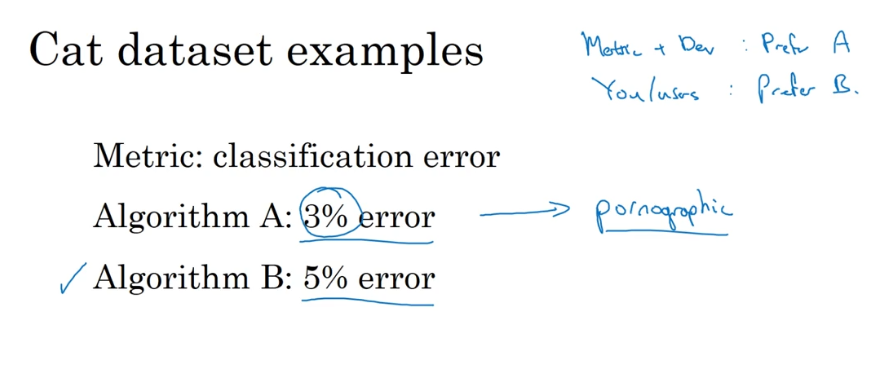 Cat dataset examples
Metric + Dev : Prefer A
You/users : Prefer B.
Metric: classification error
Algorithm A: 3% error → pornographic
✓ Algorithm B: 5% error